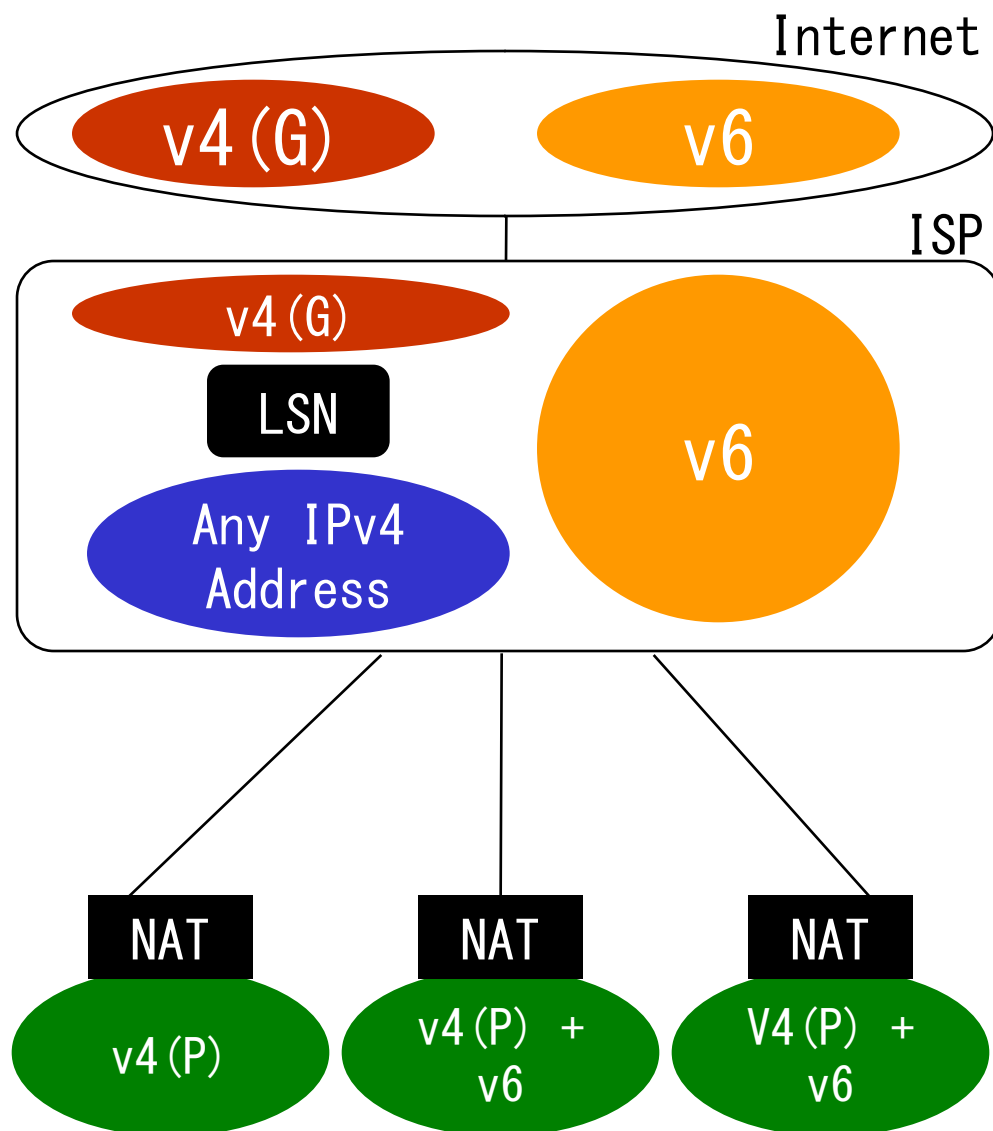 Internet
v4(G)
v6
ISP
v4(G)
LSN
v6
Any IPv4
Address
NAT
NAT
NAT
v4(P)
v4(P) +
v6
V4(P) +
v6